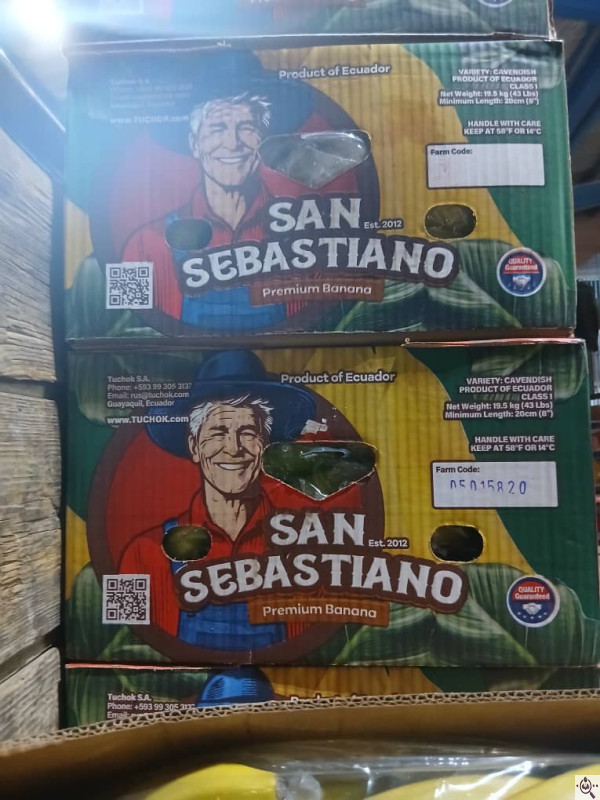 Product of Ecuador
VARIETY: CAVENDISH
PRODUCT OF ECUADOR
CLASS I
Net Weight: 19.5 kg (43 Lbs)
Minimum Length: 20cm (8")
www.TUCHOK.com
HANDLE WITH CARE
KEEP AT 58°F OR 14°C
Farm Code:
SAN
Est. 2012
SEBASTIANO
Premium Banana
QUALITY
Guaranteed
Tuchok S.A.
Phone: +593 99 305 3137
Email: rus@tuchok.com
Guayaquil, Ecuador
www.TUCHOK.com
Product of Ecuador
VARIETY: CAVENDISH
PRODUCT OF ECUADOR
CLASS I
Net Weight: 19.5 kg (43 Lbs)
Minimum Length: 20cm (8")
HANDLE WITH CARE
KEEP AT 58°F OR 14°C
Farm Code:
05015820
SAN
Est. 2012
SEBASTIANO
Premium Banana
QUALITY
Guaranteed
Tuchok S.A.
Phone: +593 99 305 3137
Email: